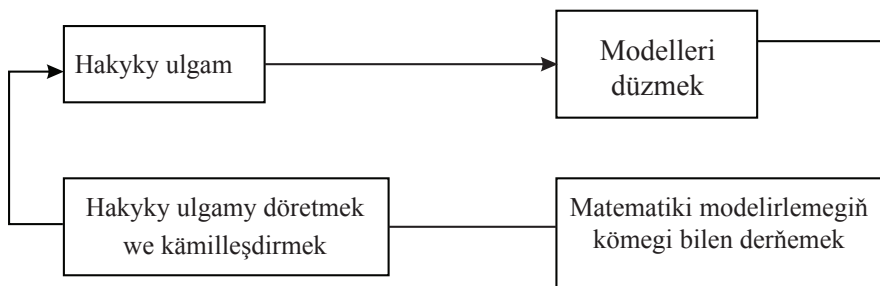 Hakyky ulgam
Modelleri
düzmek
Hakyky ulgamy döretmek
we kämilleşdirmek
Matematiki modelirlemegiň
kömegi bilen derňemek